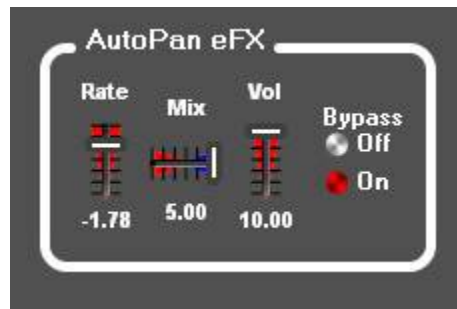 AutoPan eFX
Rate
Mix
Vol
Bypass
Off
On
-1.78
5.00
10.00